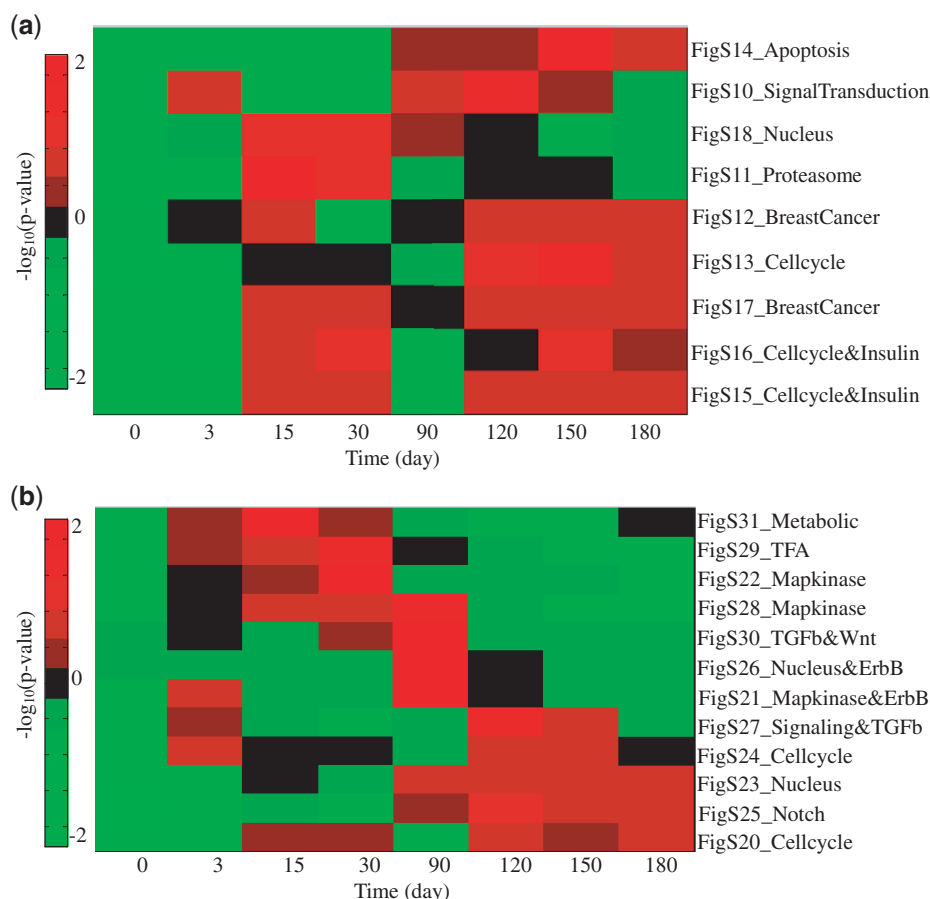 (a)
2
0
-2
-log10(p-value)
FigS14_Apoptosis
FigS10_SignalTransduction
FigS18_Nucleus
FigS11_Proteasome
FigS12_BreastCancer
FigS13_Cellcycle
FigS17_BreastCancer
FigS16_Cellcycle&Insulin
FigS15_Cellcycle&Insulin
0 3 15 30 90 120 150 180
Time (day)
(b)
2
0
-2
-log10(p-value)
FigS31_Metabolic
FigS29_TFA
FigS22_Mapkinase
FigS28_Mapkinase
FigS30_TGFb&Wnt
FigS26_Nucleus&ErbB
FigS21_Mapkinase&ErbB
FigS27_Signaling&TGFb
FigS24_Cellcycle
FigS23_Nucleus
FigS25_Notch
FigS20_Cellcycle
0 3 15 30 90 120 150 180
Time (day)